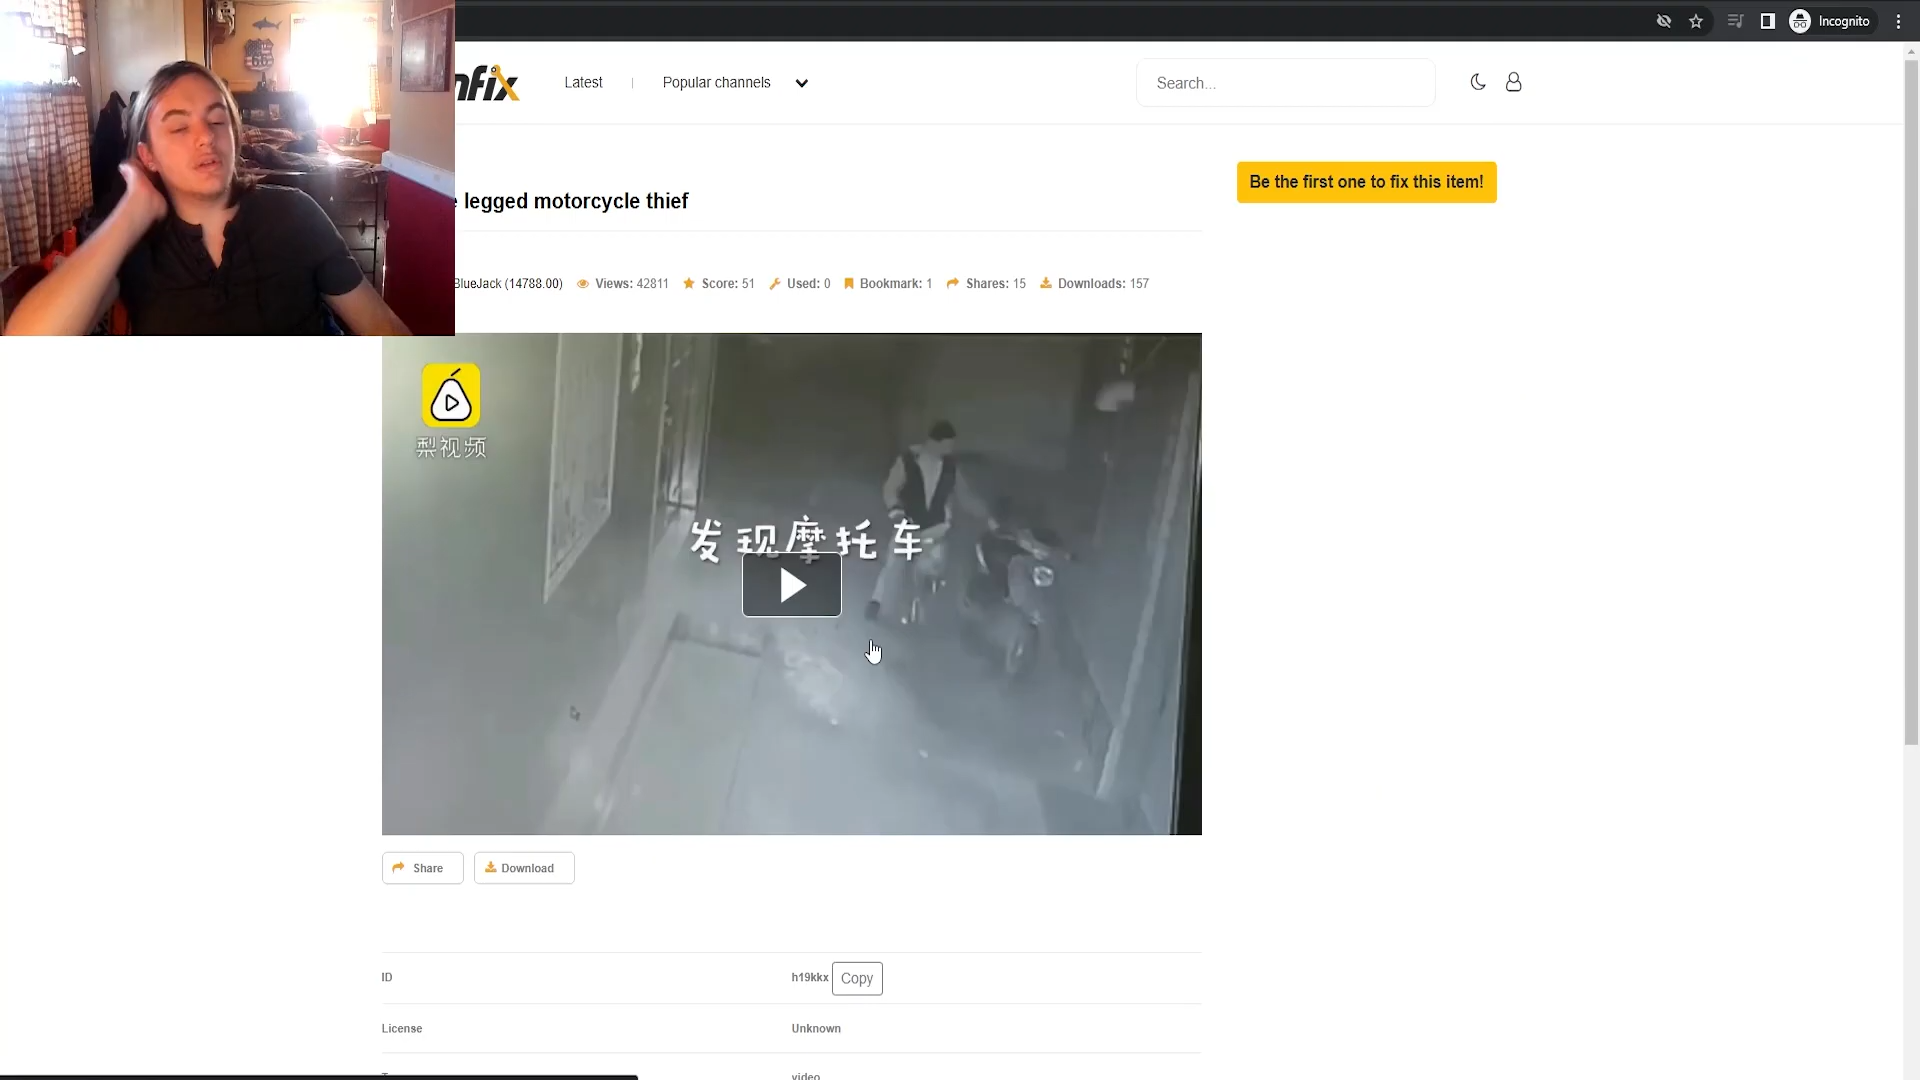 Incognito
nfix
Latest
Popular channels
Search...
Be the first one to fix this item!
legged motorcycle thief
BlueJack (14788.00)
Views: 42811
Score: 51
Used: 0
Bookmark: 1
Shares: 15
Downloads: 157
梨视频
发现摩托车
Share
Download
ID
h19kkx
Copy
License
Unknown
video